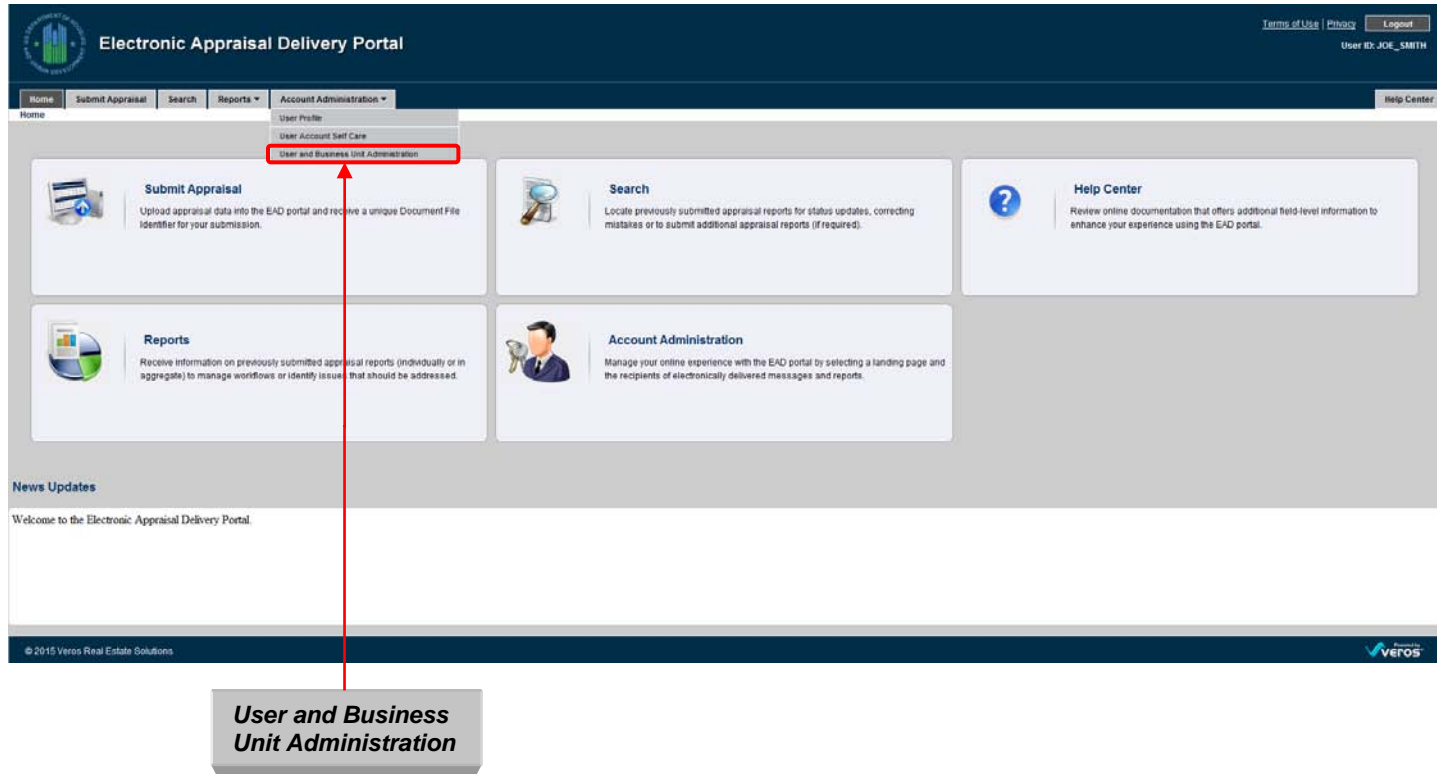 Terms of Use | Privacy Logout
Electronic Appraisal Delivery Portal
User ID: JOE_SMITH
Home Submit Appraisal Search Reports Account Administration Help Center
Home
User Profile
User Account Self Care
User and Business Unit Administration
Submit Appraisal
Upload appraisal data into the EAD portal and receive a unique Document File
Identifier for your submission.
Search
Locate previously submitted appraisal reports for status updates, correcting
mistakes or to submit additional appraisal reports (if required).
Help Center
Review online documentation that offers additional field-level information to
enhance your experience using the EAD portal.
Reports
Receive information on previously submitted appraisal reports (individually or in
aggregate) to manage workflows or identify issues that should be addressed.
Account Administration
Manage your online experience with the EAD portal by selecting a landing page and
the recipients of electronically delivered messages and reports.
News Updates
Welcome to the Electronic Appraisal Delivery Portal.
© 2015 Veros Real Estate Solutions
Powered by
veros
User and Business
Unit Administration